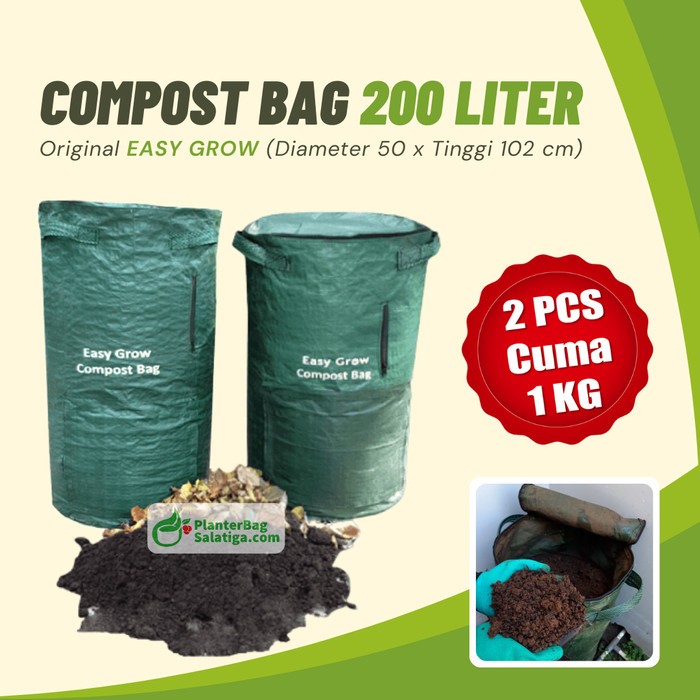 COMPOST BAG 200 LITER
Original EASY GROW (Diameter 50 x Tinggi 102 cm)
Easy Grow
Compost Bag
Easy Grow
Compost Bag
2 PCS
Cuma
1 KG
PlanterBag
Salatiga.com